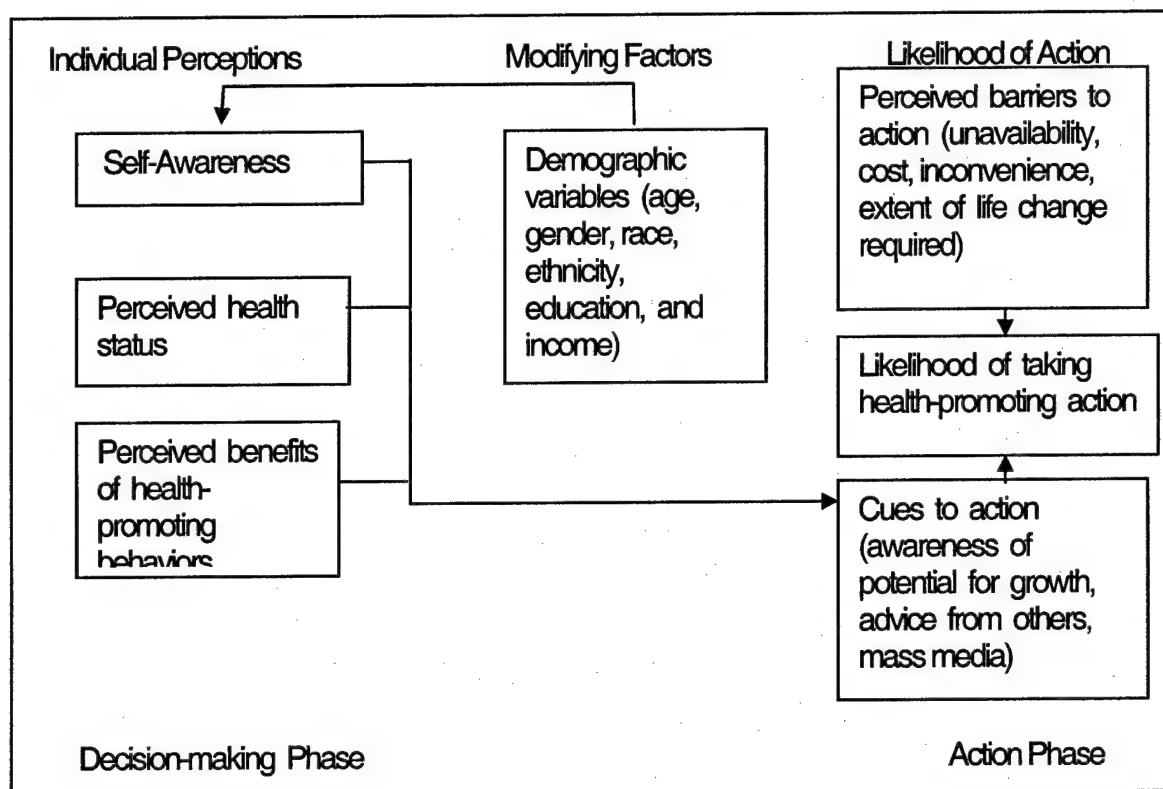 Individual Perceptions
Modifying Factors
Likelihood of Action
Self-Awareness
Perceived health
status
Perceived benefits
of health-
promoting
behaviors
Demographic
variables (age,
gender, race,
ethnicity,
education, and
income)
Perceived barriers to
action (unavailability,
cost, inconvenience,
extent of life change
required)
Likelihood of taking
health-promoting action
Cues to action
(awareness of
potential for growth,
advice from others,
mass media)
Decision-making Phase
Action Phase